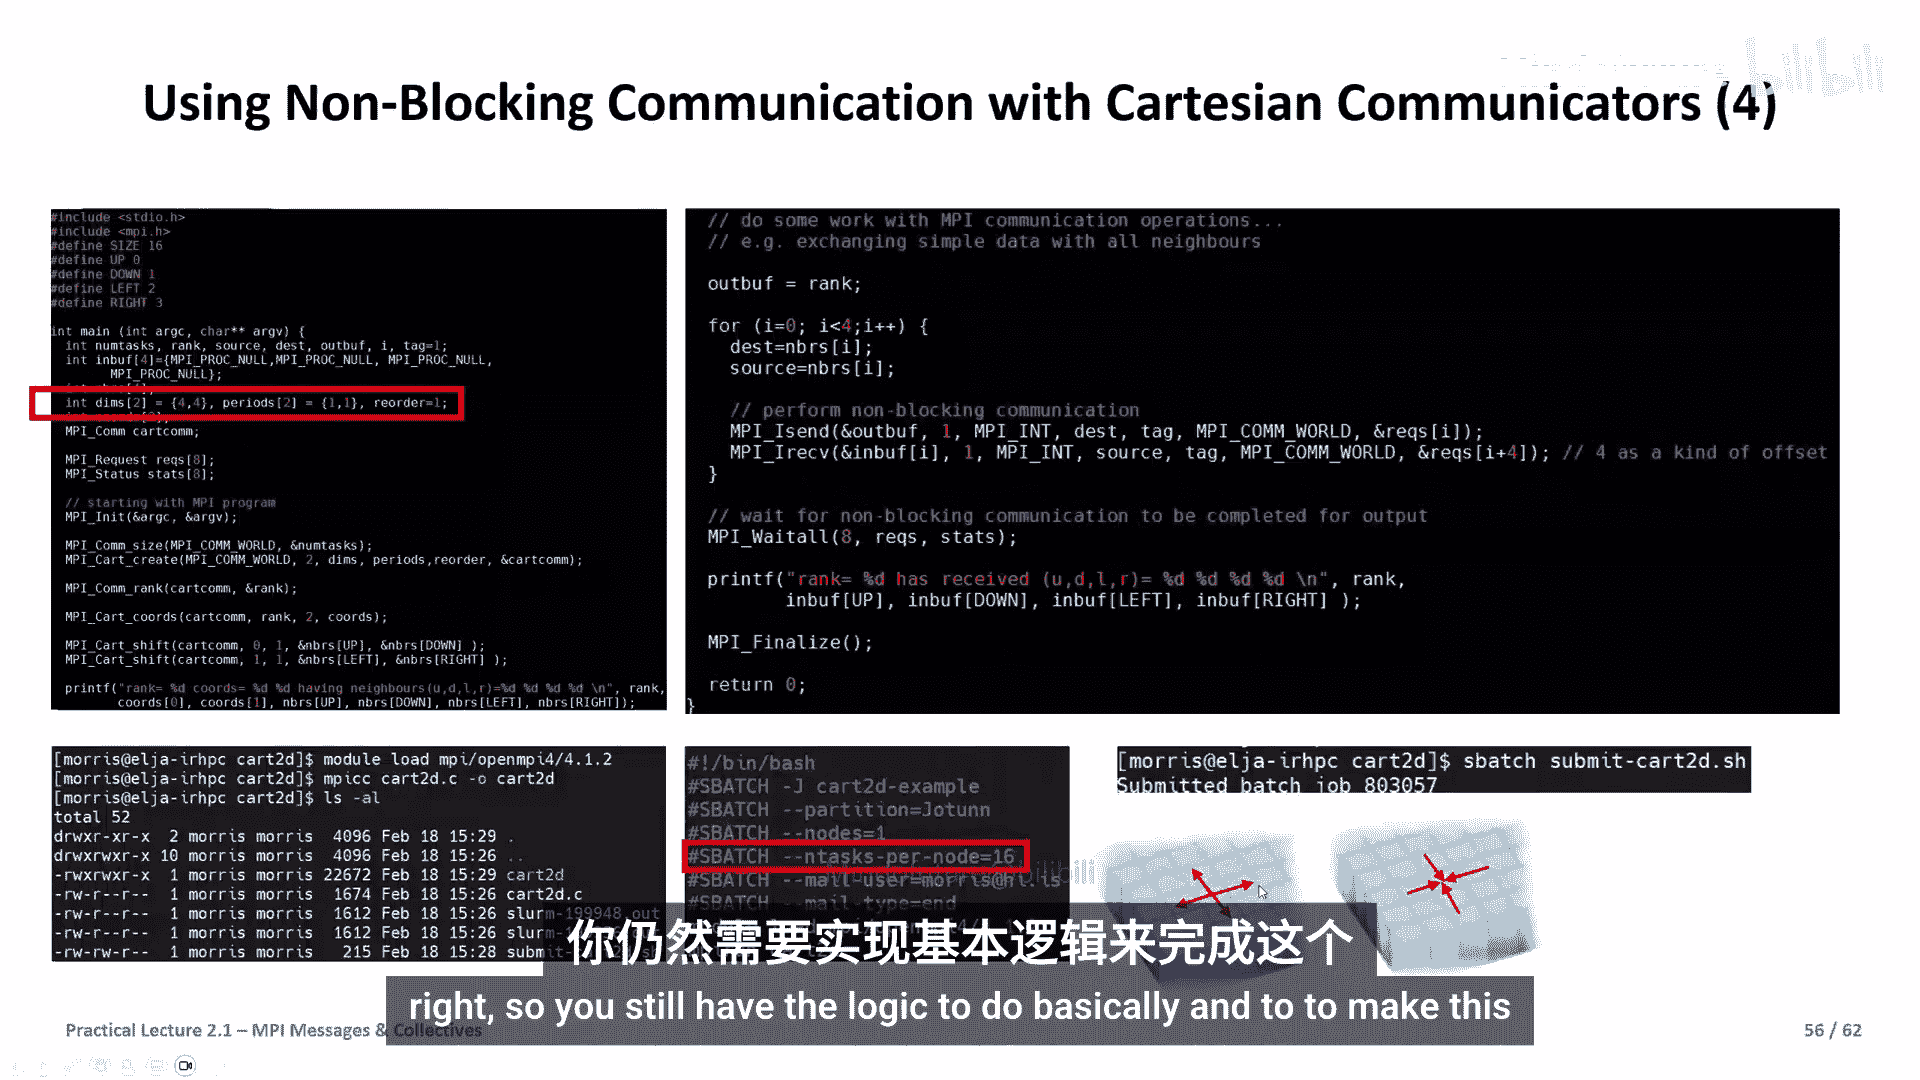 Using Non-Blocking Communication with Cartesian Communicators (4)
bilibili
#include <stdio.h>
#include <mpi.h>
#define SIZE 16
#define UP 0
#define DOWN 1
#define LEFT 2
#define RIGHT 3
int main (int argc, char** argv) {
int numtasks, rank, source, dest, outbuf, i, tag=1;
int inbuf[4]={MPI_PROC_NULL,MPI_PROC_NULL, MPI_PROC_NULL,
MPI_PROC_NULL};
int dims[2] = {4,4}, periods[2] = {1,1}, reorder=1;
MPI_Comm cartcomm;
MPI_Request reqs[8];
MPI_Status stats[8];
// starting with MPI program
MPI_Init(&argc, &argv);
MPI_Comm_size(MPI_COMM_WORLD, &numtasks);
MPI_Cart_create(MPI_COMM_WORLD, 2, dims, periods,reorder, &cartcomm);
MPI_Comm_rank(cartcomm, &rank);
MPI_Cart_coords(cartcomm, rank, 2, coords);
MPI_Cart_shift(cartcomm, 0, 1, &nbrs[UP], &nbrs[DOWN] );
MPI_Cart_shift(cartcomm, 1, 1, &nbrs[LEFT], &nbrs[RIGHT] );
printf("rank= %d coords= %d %d having neighbours(u,d,l,r)=%d %d %d %d \n", rank,
coords[0], coords[1], nbrs[UP], nbrs[DOWN], nbrs[LEFT], nbrs[RIGHT]);
// do some work with MPI communication operations...
// e.g. exchanging simple data with all neighbours
outbuf = rank;
for (i=0; i<4;i++) {
dest=nbrs[i];
source=nbrs[i];
// perform non-blocking communication
MPI_Isend(&outbuf, 1, MPI_INT, dest, tag, MPI_COMM_WORLD, &reqs[i]);
MPI_Irecv(&inbuf[i], 1, MPI_INT, source, tag, MPI_COMM_WORLD, &reqs[i+4]); // 4 as a kind of offset
}
// wait for non-blocking communication to be completed for output
MPI_Waitall(8, reqs, stats);
printf("rank= %d has received (u,d,l,r)= %d %d %d %d \n", rank,
inbuf[UP], inbuf[DOWN], inbuf[LEFT], inbuf[RIGHT] );
MPI_Finalize();
return 0;
}
[morris@elja-irhpc cart2d]$ module load mpi/openmpi4/4.1.2
[morris@elja-irhpc cart2d]$ mpicc cart2d.c -o cart2d
[morris@elja-irhpc cart2d]$ ls -al
total 52
drwxr-xr-x 2 morris morris 4096 Feb 18 15:29 .
drwxrwxr-x 10 morris morris 4096 Feb 18 15:26 ..
-rwxrwxr-x 1 morris morris 22672 Feb 18 15:29 cart2d
-rw-r--r-- 1 morris morris 1674 Feb 18 15:26 cart2d.c
-rw-r--r-- 1 morris morris 1612 Feb 18 15:26 slurm-199948.out
-rw-r--r-- 1 morris morris 1612 Feb 18 15:26 slurm
-rw-rw-r-- 1 morris morris 215 Feb 18 15:28 submit
#!/bin/bash
#SBATCH -J cart2d-example
#SBATCH --partition=Jotunn
#SBATCH --nodes=1
#SBATCH --ntasks-per-node=16
#SBATCH --mail-user=morris@hi.is
#SBATCH --mail-type=end
[morris@elja-irhpc cart2d]$ sbatch submit-cart2d.sh
Submitted batch job 803057
你仍然需要实现基本逻辑来完成这个
right, so you still have the logic to do basically and to to make this
Practical Lecture 2.1 – MPI Messages & Collectives
56 / 62